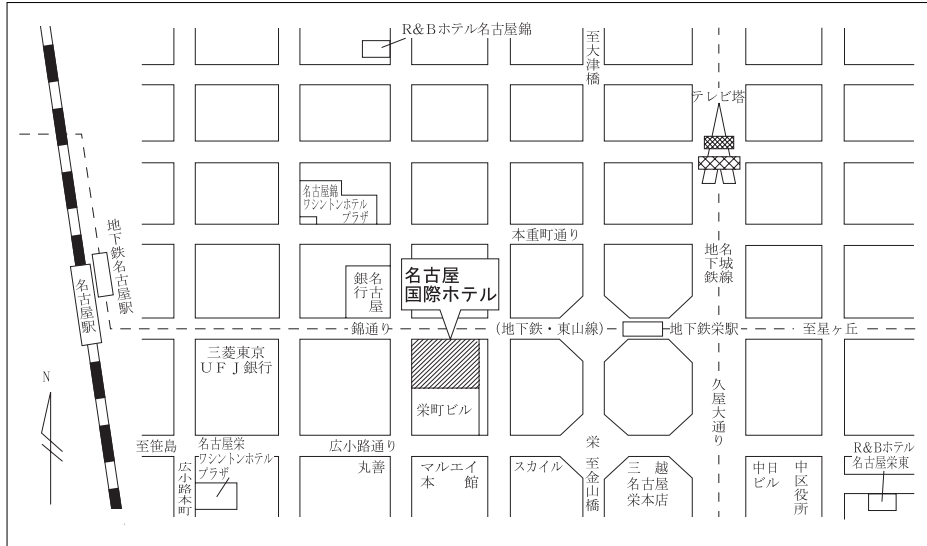 R&Bホテル名古屋錦
至大津橋
テレビ塔
名古屋錦
ワシントンホテル
プラザ
本重町通り
地下鉄名古屋駅
名古屋駅
名古屋
銀行
名古屋
国際ホテル
名城線
地下鉄
錦通り
(地下鉄・東山線)
地下鉄栄駅
至星ヶ丘
三菱東京
UFJ銀行
栄町ビル
久屋大通り
N
至笹島
名古屋栄
ワシントンホテル
プラザ
広小路通り
広小路本町
丸善
マルエイ
本館
スカイル
栄
至金山橋
三越
名古屋
栄本店
中日
ビル
中区役所
R&Bホテル
名古屋栄東